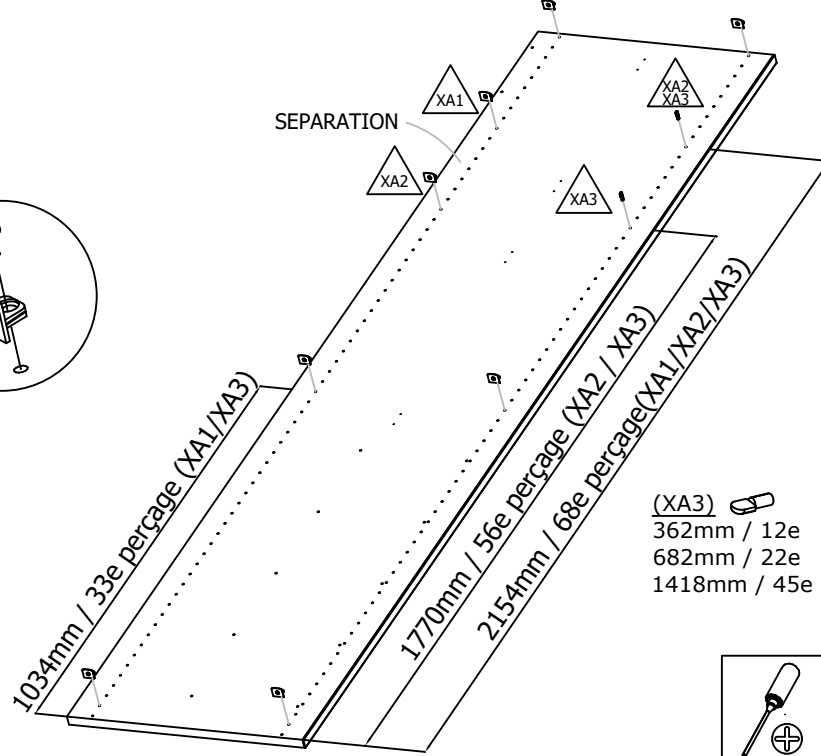 XA1
XA2
XA3
SEPARATION
XA2
XA3
1034mm / 33e perçage (XA1/XA3)
1770mm / 56e perçage (XA2 / XA3)
2154mm / 68e perçage(XA1/XA2/XA3)
(XA3)
362mm / 12e
682mm / 22e
1418mm / 45e